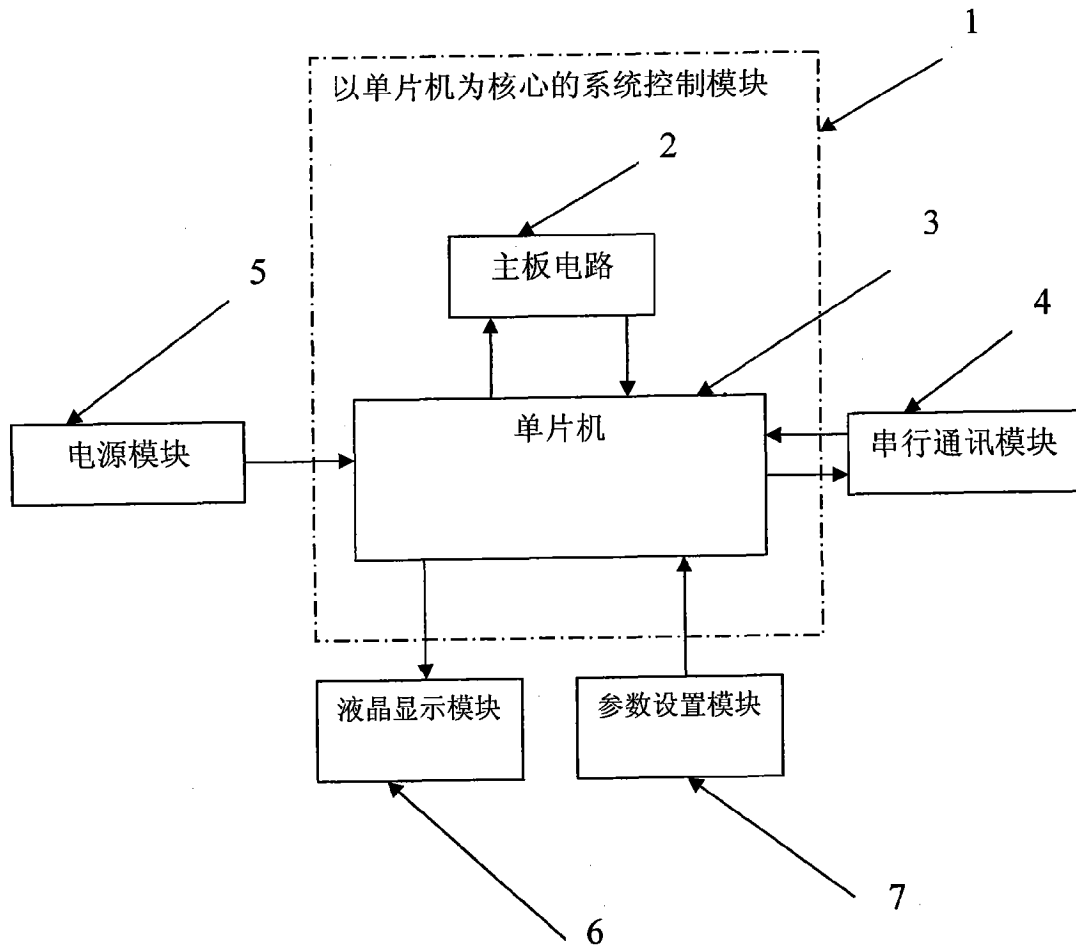 1
以单片机为核心的系统控制模块
2
3
主板电路
5
4
单片机
电源模块
串行通讯模块
液晶显示模块
参数设置模块
7
6